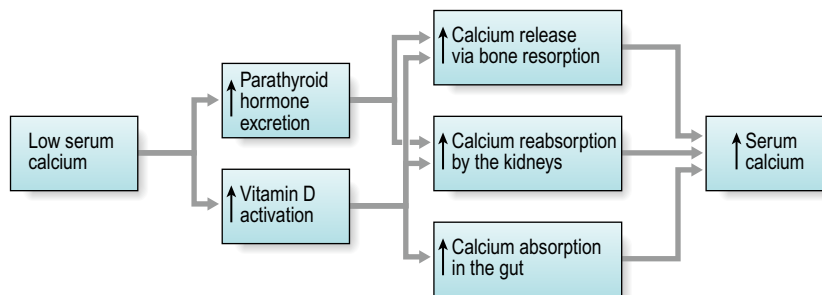 Low serum
calcium
Parathyroid
hormone
excretion
Vitamin D
activation
Calcium release
via bone resorption
Calcium reabsorption
by the kidneys
Calcium absorption
in the gut
Serum
calcium